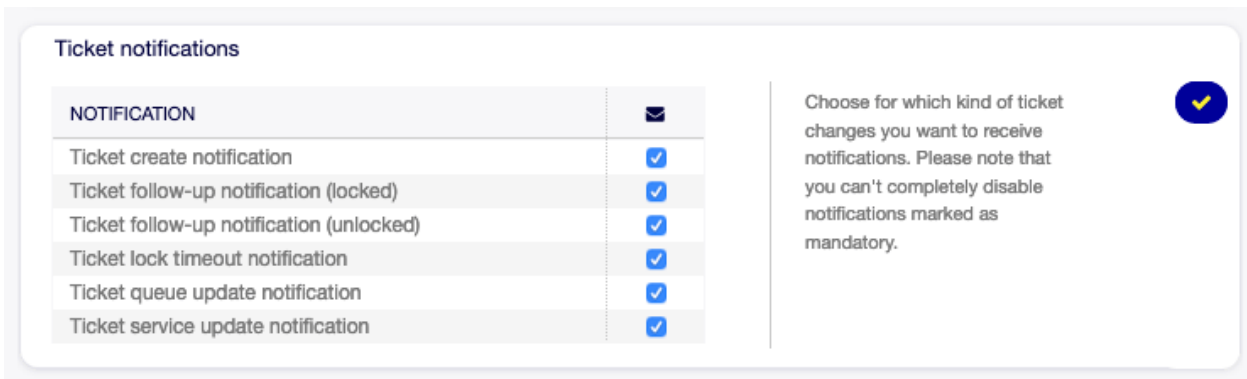 Ticket notifications
NOTIFICATION
Ticket create notification
Ticket follow-up notification (locked)
Ticket follow-up notification (unlocked)
Ticket lock timeout notification
Ticket queue update notification
Ticket service update notification
Choose for which kind of ticket
changes you want to receive
notifications. Please note that
you can't completely disable
notifications marked as
mandatory.